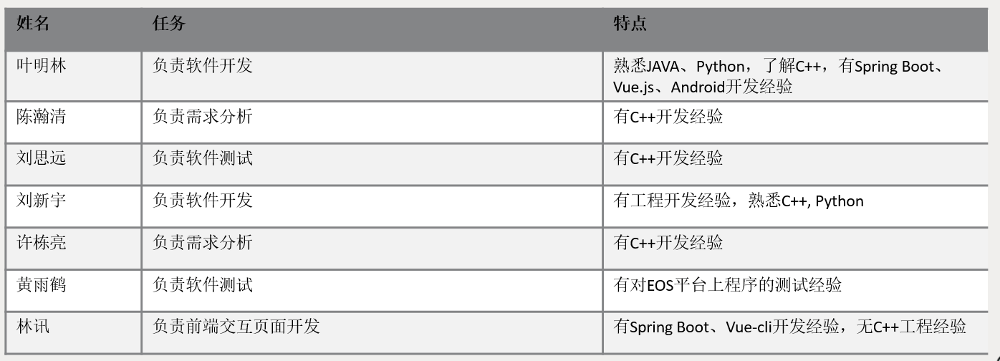 姓名 任务 特点
叶明林 负责软件开发 熟悉JAVA、Python，了解C++，有Spring Boot、
Vue.js、Android开发经验
陈瀚清 负责需求分析 有C++开发经验
刘思远 负责软件测试 有C++开发经验
刘新宇 负责软件开发 有工程开发经验，熟悉C++, Python
许栋亮 负责需求分析 有C++开发经验
黄雨鹤 负责软件测试 有对EOS平台上程序的测试经验
林讯 负责前端交互页面开发 有Spring Boot、Vue-cli开发经验，无C++工程经验